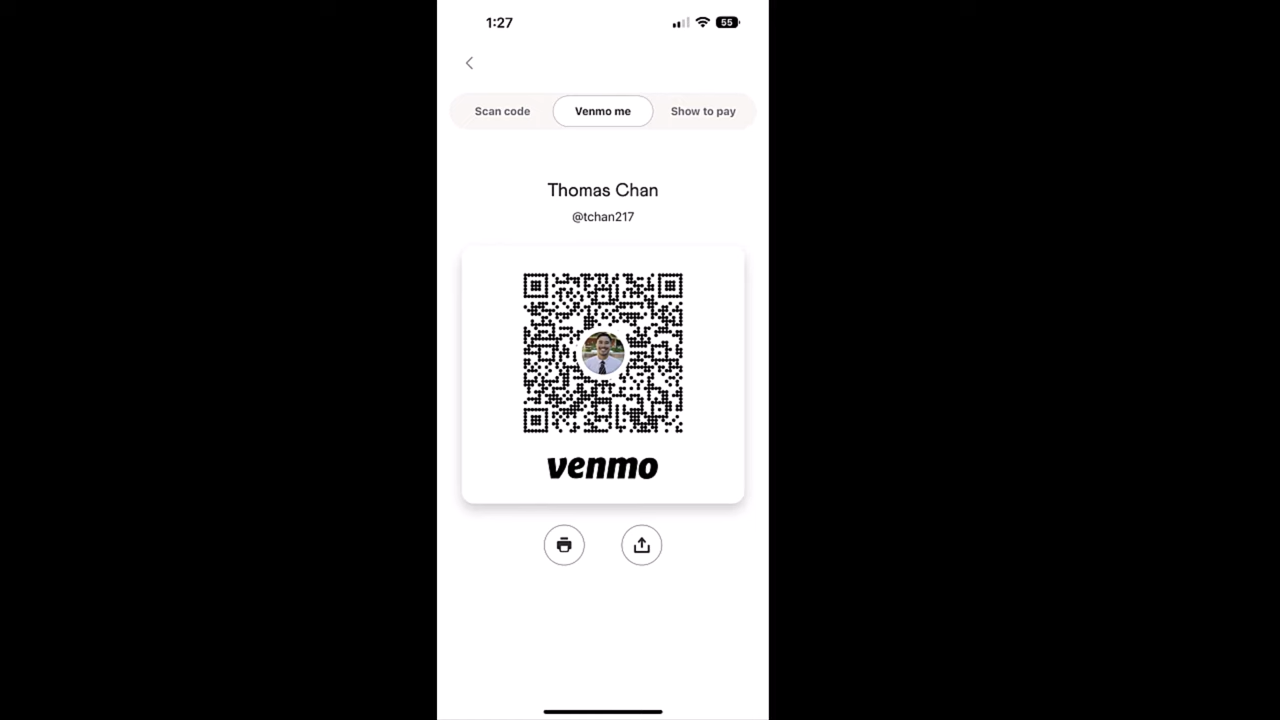 1:27
55
Scan code
Venmo me
Show to pay
Thomas Chan
@tchan217
venmo